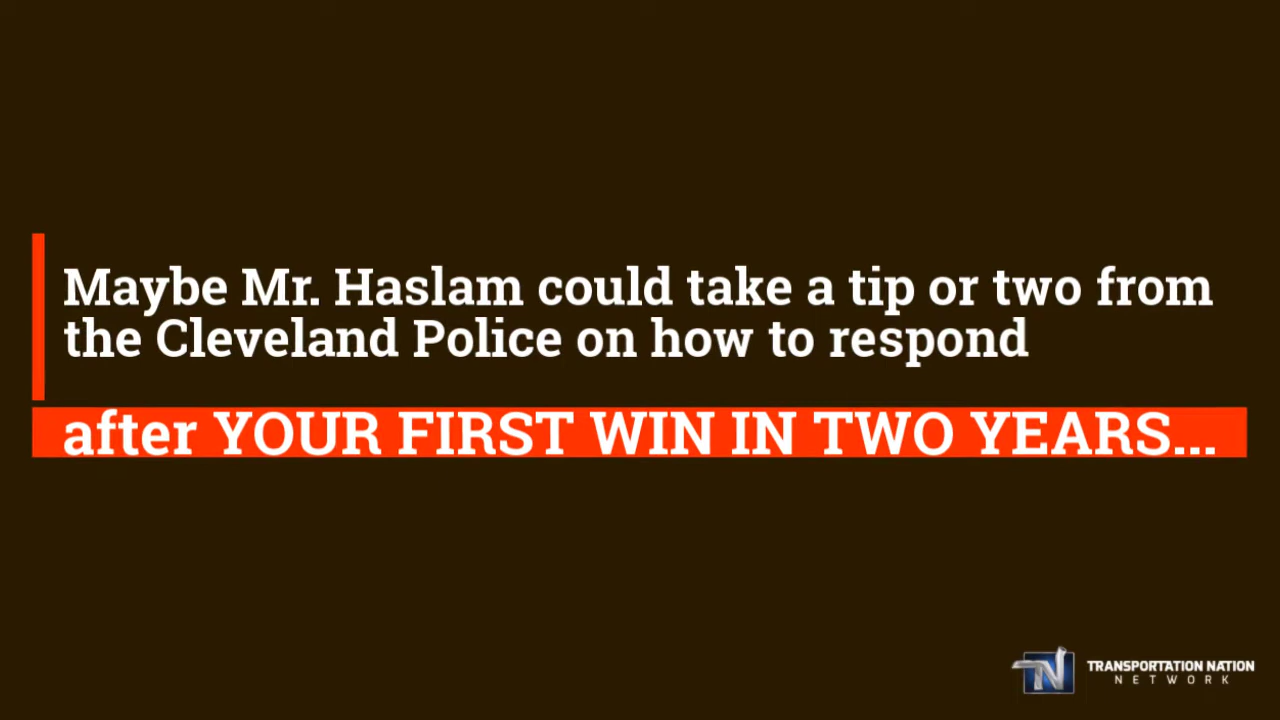 Maybe Mr. Haslam could take a tip or two from
the Cleveland Police on how to respond
after YOUR FIRST WIN IN TWO YEARS...
TN
TRANSPORTATION NATION
NETWORK